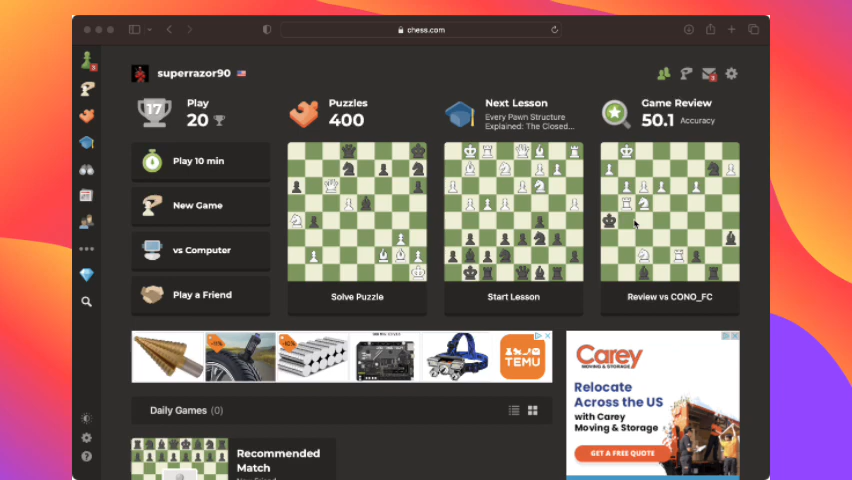 chess.com
superrazor90
17
Play
20
Puzzles
400
Next Lesson
Every Pawn Structure
Explained: The Closed...
Game Review
50.1 Accuracy
Play 10 min
New Game
vs Computer
Play a Friend
Solve Puzzle
Start Lesson
Review vs CONO_FC
TEMU
Carey
MOVING & STORAGE
Relocate
Across the US
with Carey
Moving & Storage
GET A FREE QUOTE
Daily Games (0)
Recommended
Match